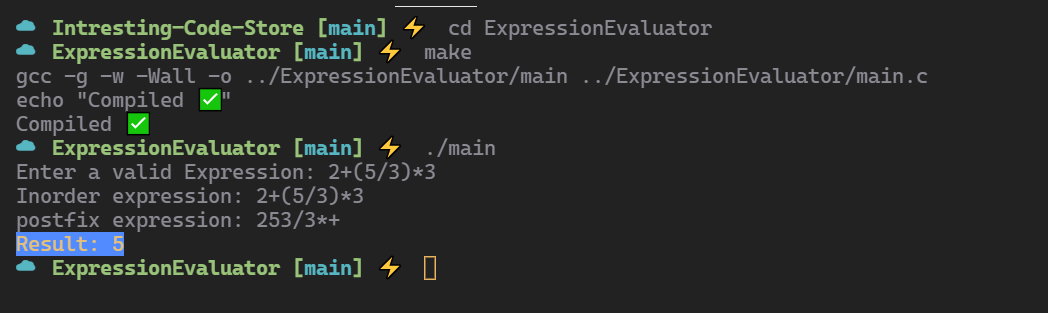 Intresting-Code-Store [main] ⚡ cd ExpressionEvaluator
ExpressionEvaluator [main] ⚡ make
gcc -g -w -Wall -o ../ExpressionEvaluator/main ../ExpressionEvaluator/main.c
echo "Compiled ✅"
Compiled ✅
ExpressionEvaluator [main] ⚡ ./main
Enter a valid Expression: 2+(5/3)*3
Inorder expression: 2+(5/3)*3
postfix expression: 253/3*+
Result: 5
ExpressionEvaluator [main] ⚡